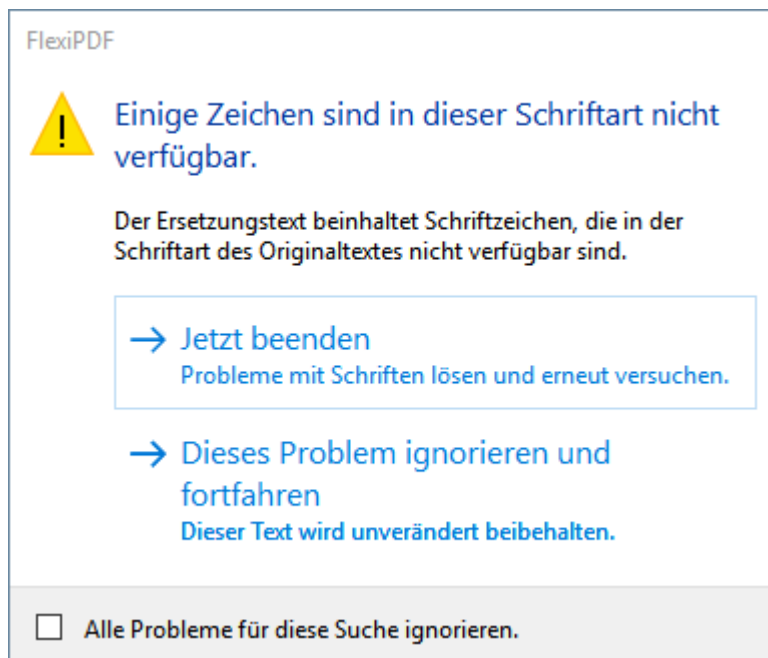 FlexiPDF
Einige Zeichen sind in dieser Schriftart nicht
verfügbar.
Der Ersetzungstext beinhaltet Schriftzeichen, die in der
Schriftart des Originaltextes nicht verfügbar sind.
→ Jetzt beenden
Probleme mit Schriften lösen und erneut versuchen.
→ Dieses Problem ignorieren und
fortfahren
Dieser Text wird unverändert beibehalten.
Alle Probleme für diese Suche ignorieren.